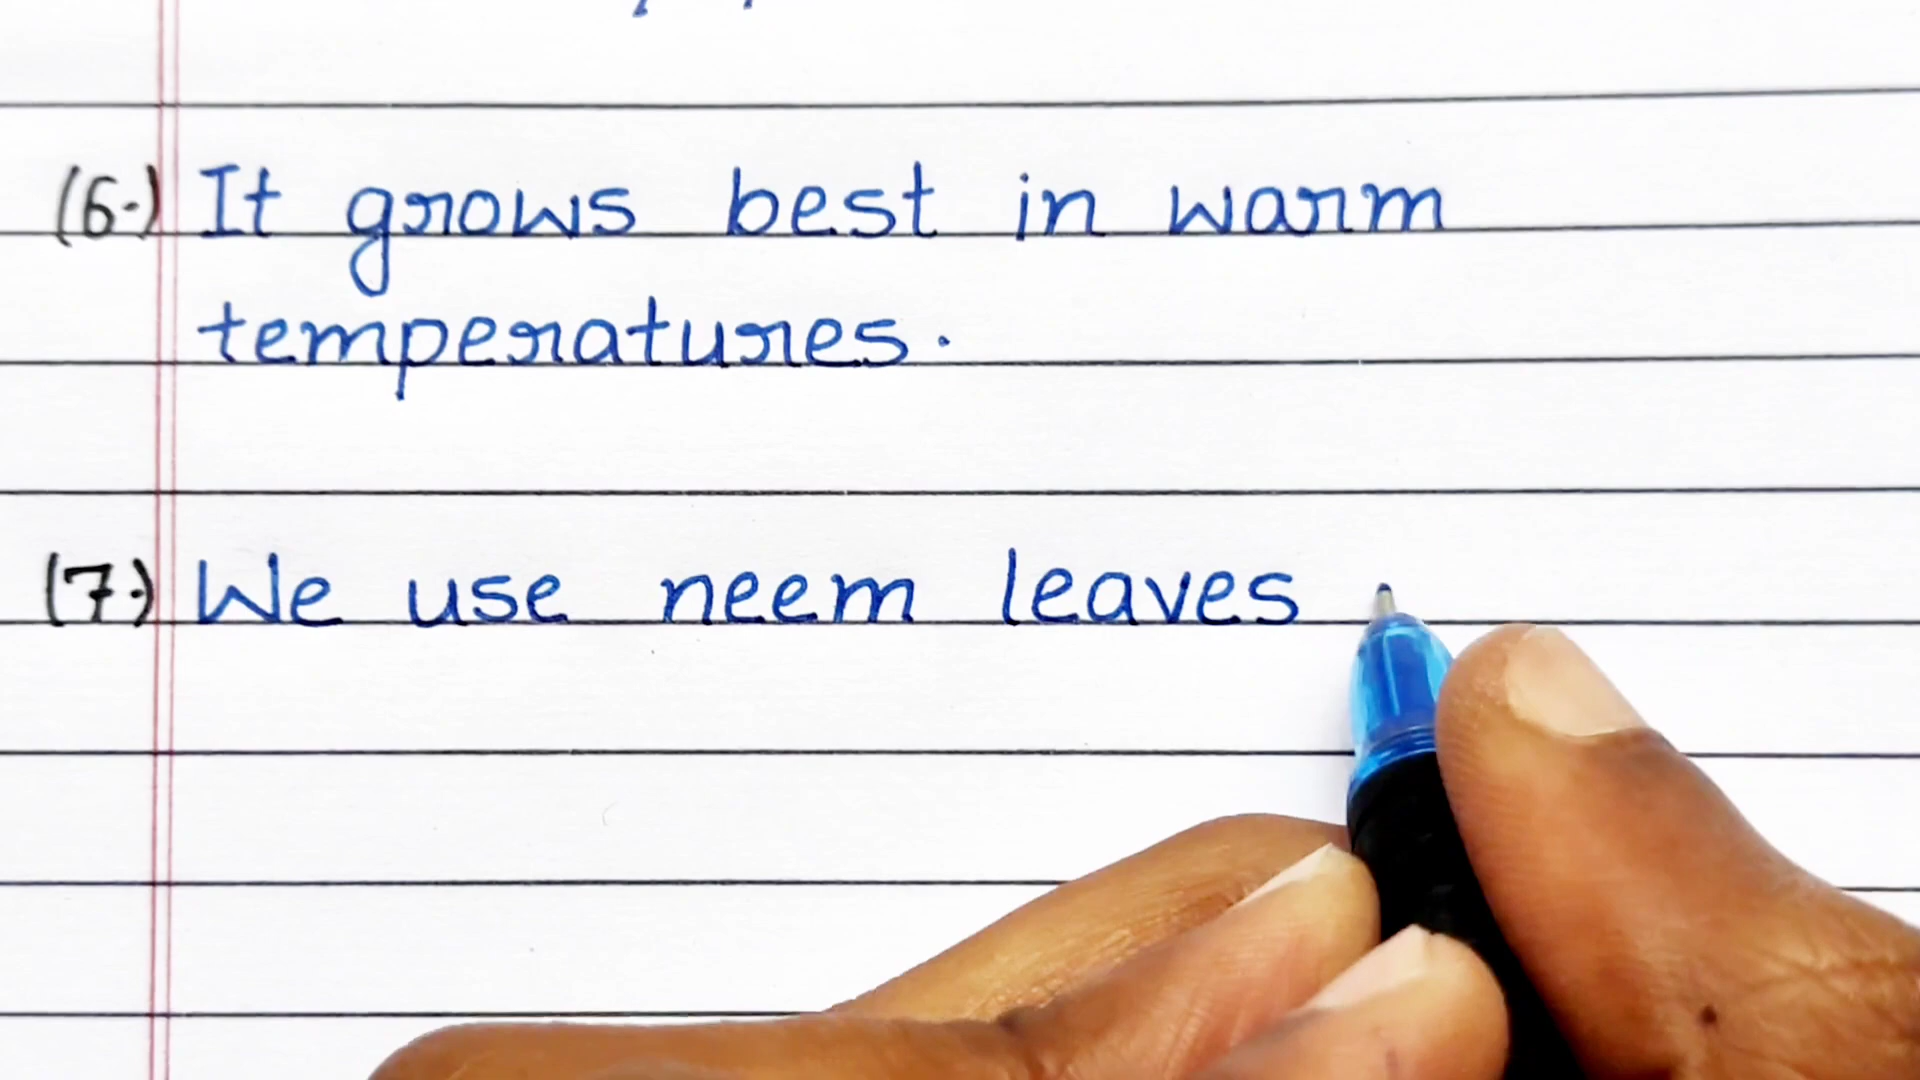 (6.) It grows best in warm
temperatures.
(7.) We use neem leaves